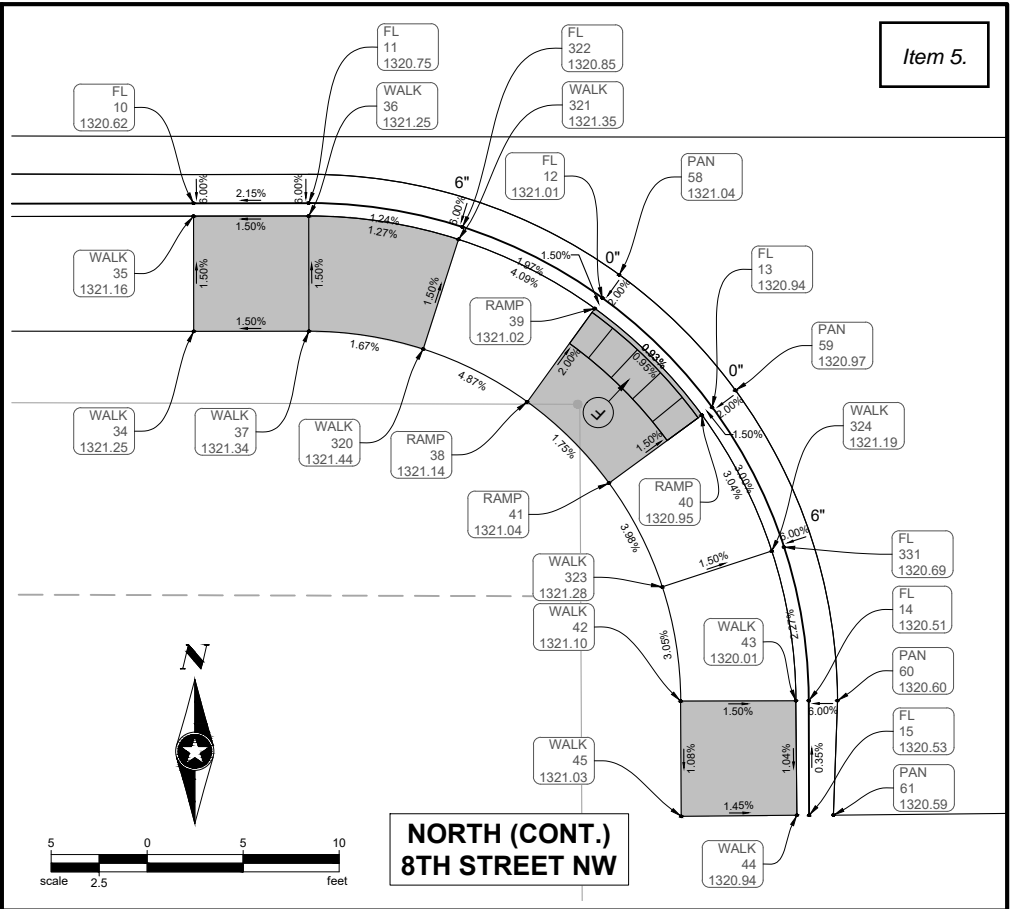 Item 5.
FL
11
1320.75
FL
322
1320.85
FL
10
1320.62
WALK
36
1321.25
WALK
321
1321.35
FL
12
1321.01
PAN
58
1321.04
6"
6.00%
2.15%
6.00%
6.00%
1.50%
1.24%
1.27%
1.50%
0"
FL
13
1320.94
WALK
35
1321.16
1.50%
1.50%
1.50%
1.97%
4.09%
2.00%
RAMP
39
1321.02
PAN
59
1320.97
1.50%
1.67%
0.93%
0.95%
2.00%
0"
4.87%
2.00%
LF
1.50%
WALK
324
1321.19
WALK
34
1321.25
WALK
37
1321.34
WALK
320
1321.44
RAMP
38
1321.14
1.75%
1.50%
RAMP
41
1321.04
RAMP
40
1320.95
3.00%
3.04%
6"
6.00%
3.98%
1.50%
FL
331
1320.69
WALK
323
1321.28
FL
14
1320.51
WALK
42
1321.10
3.05%
WALK
43
1320.01
2.27%
PAN
60
1320.60
1.50%
6.00%
N
FL
15
1320.53
WALK
45
1321.03
1.08%
1.04%
0.35%
PAN
61
1320.59
1.45%
NORTH (CONT.)
8TH STREET NW
WALK
44
1320.94
5 0 5 10
scale 2.5 feet